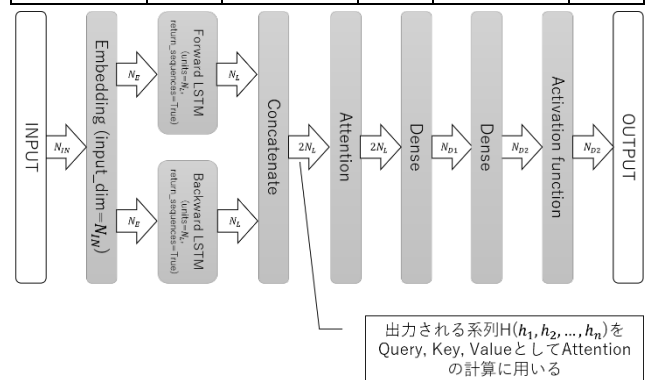 INPUT
N_IN
Embedding (input_dim=N_IN)
N_E
Forward LSTM
(units=N_L,
return_sequences=True)
N_L
N_E
Backward LSTM
(units=N_L,
return_sequences=True)
N_L
Concatenate
2N_L
Attention
2N_L
Dense
N_D1
Dense
N_D2
Activation function
N_D2
OUTPUT
出力される系列H(h_1, h_2, ..., h_n)を
Query, Key, ValueとしてAttention
の計算に用いる